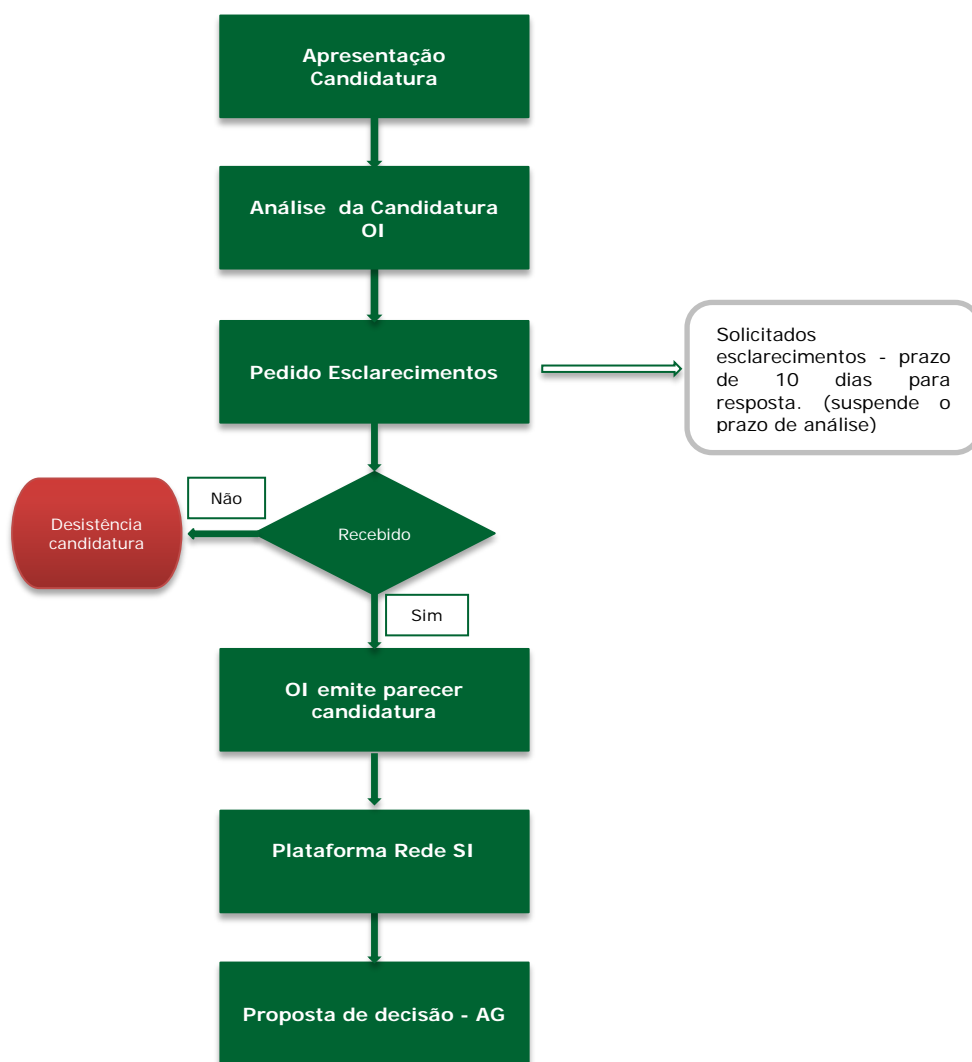 Apresentação
Candidatura
Análise da Candidatura
OI
Pedido Esclarecimentos
Solicitados
esclarecimentos - prazo
de 10 dias para
resposta. (suspende o
prazo de análise)
Não
Desistência
candidatura
Recebido
Sim
OI emite parecer
candidatura
Plataforma Rede SI
Proposta de decisão - AG